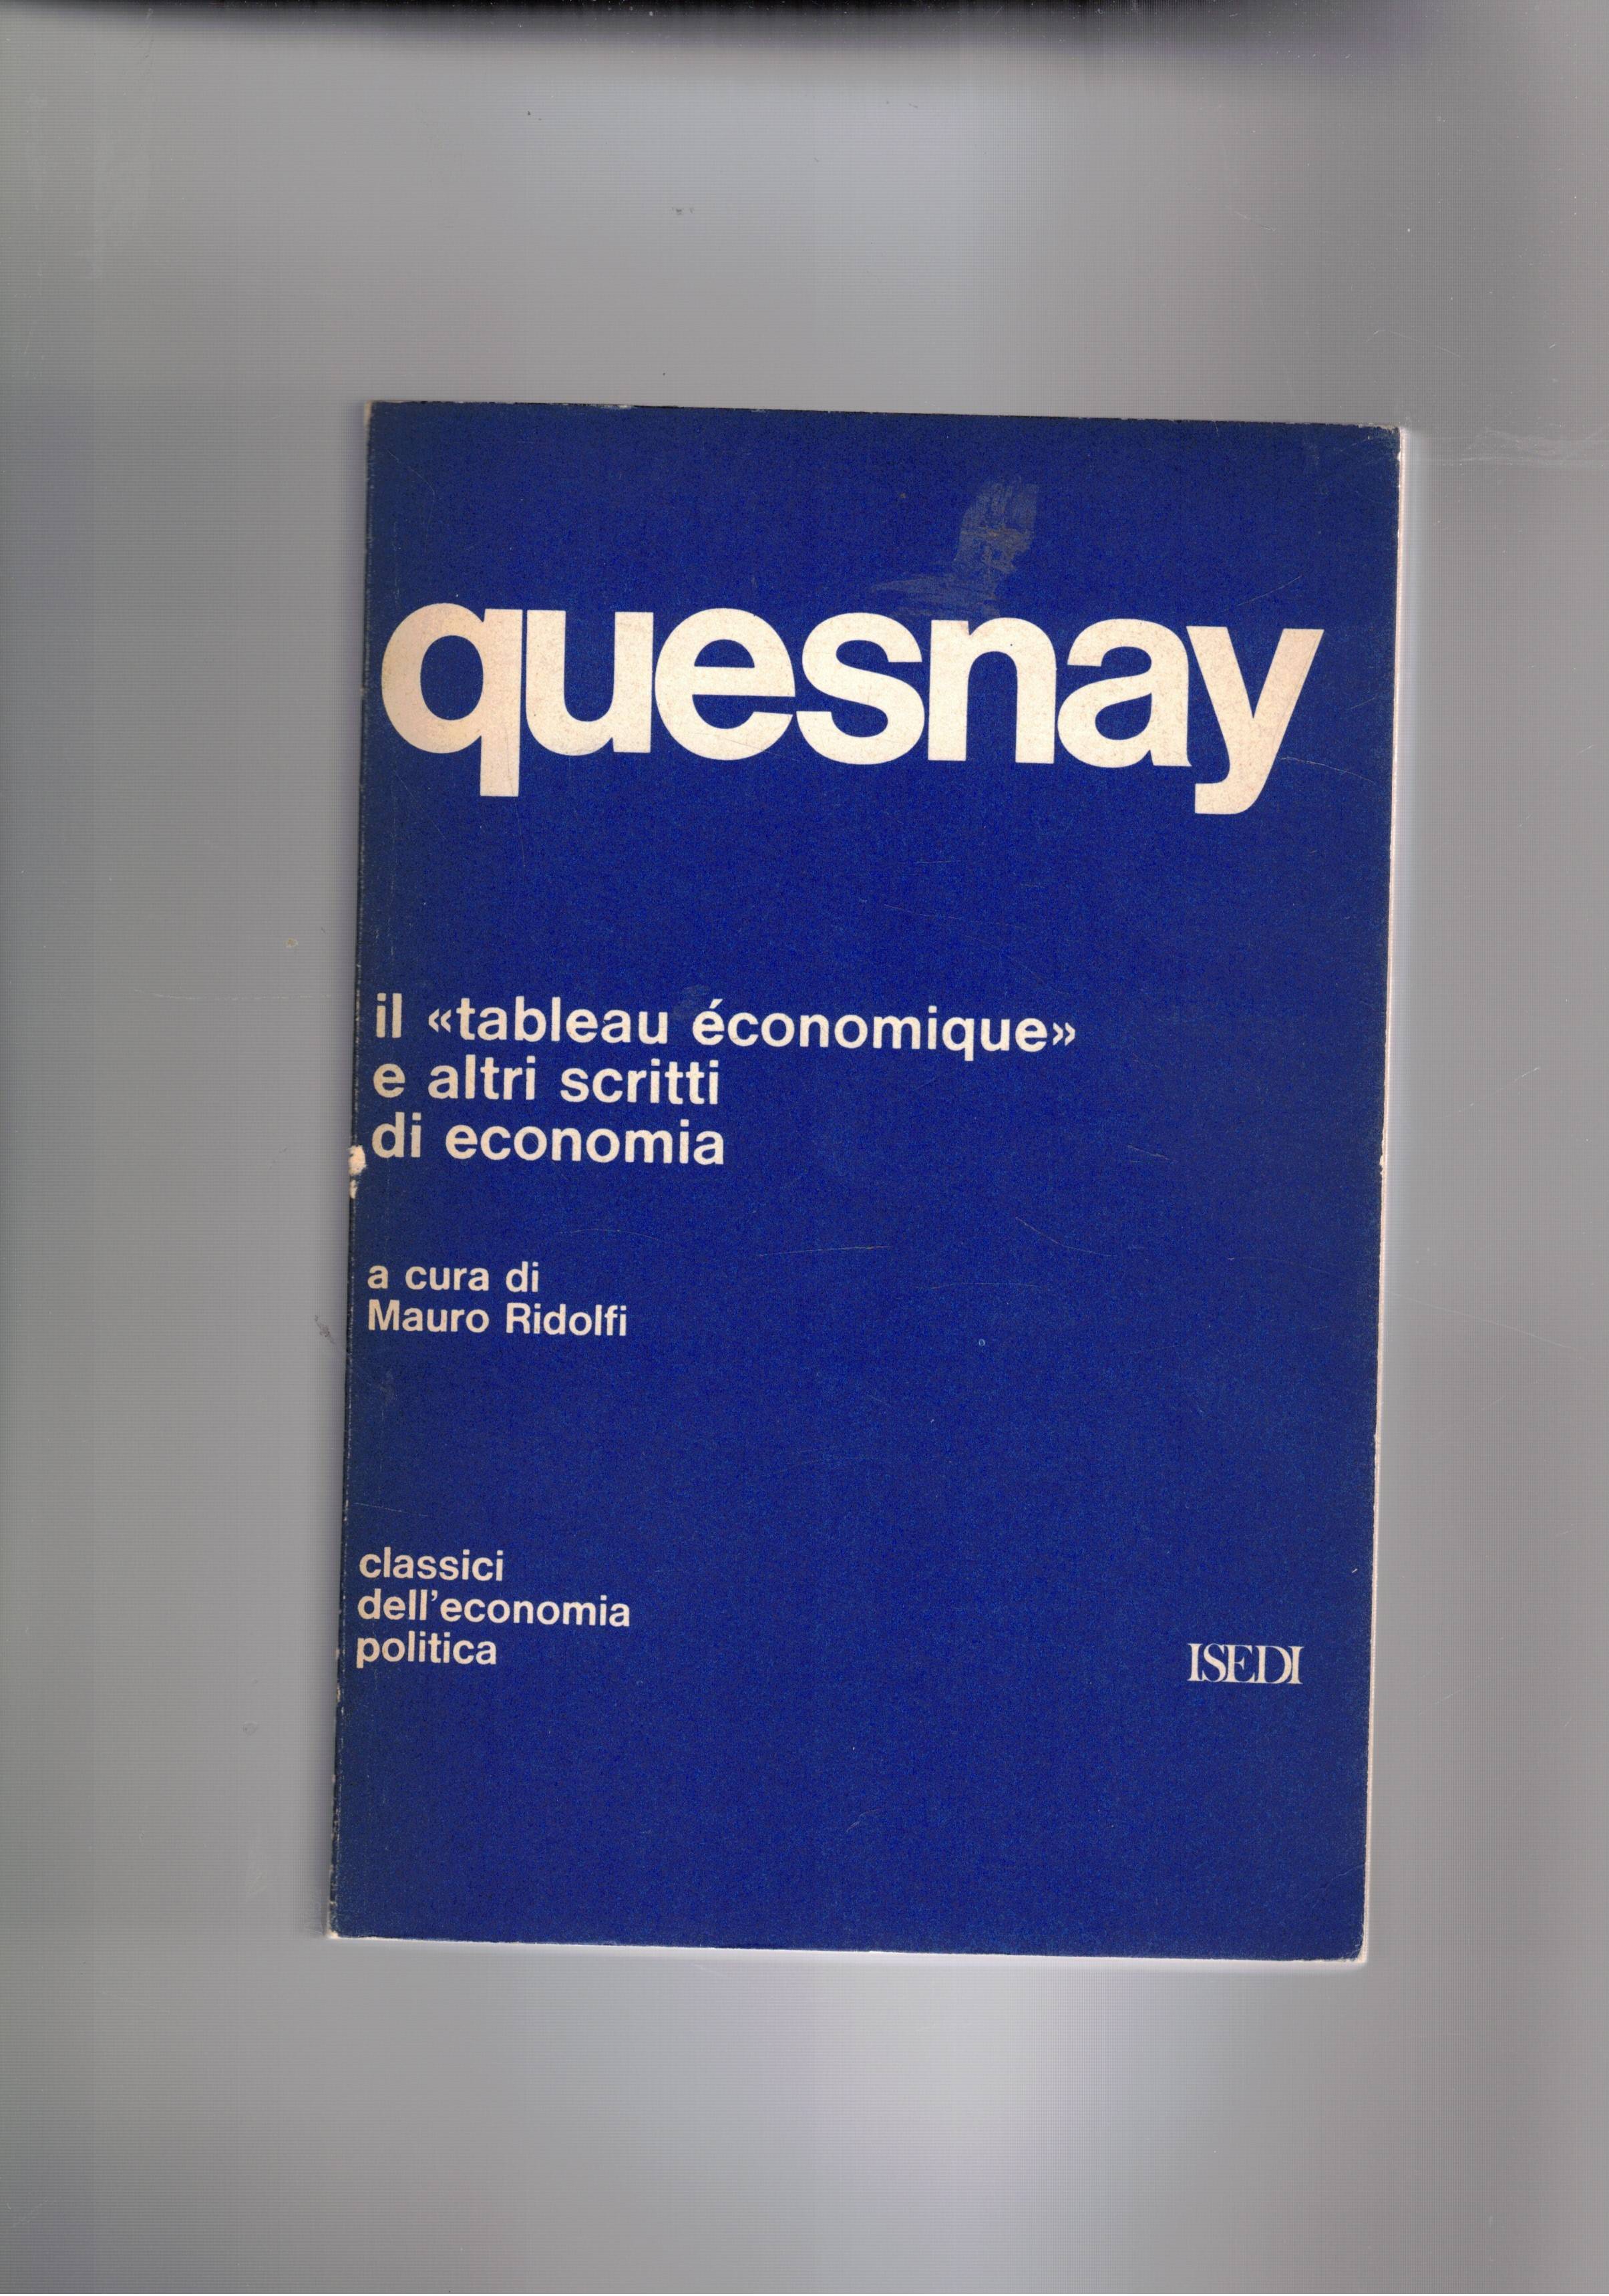 quesnay
il «tableau économique»
e altri scritti
di economia
a cura di
Mauro Ridolfi
classici
dell'economia
politica
ISEDI